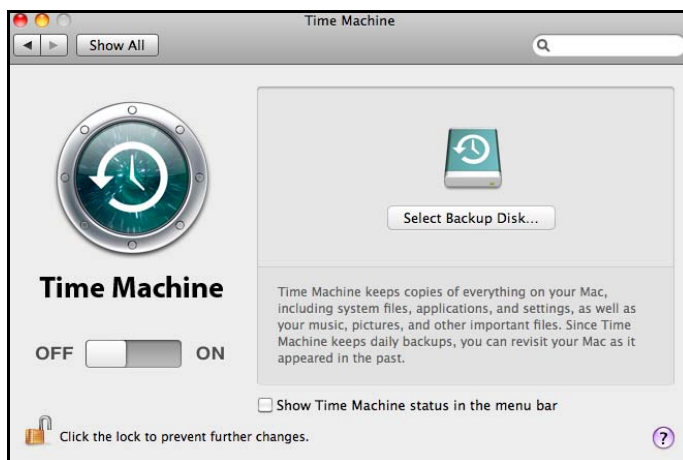 Time Machine
Show All
Select Backup Disk...
Time Machine
Time Machine keeps copies of everything on your Mac,
including system files, applications, and settings, as well as
your music, pictures, and other important files. Since Time
Machine keeps daily backups, you can revisit your Mac as it
appeared in the past.
OFF ON
Show Time Machine status in the menu bar
Click the lock to prevent further changes.
?